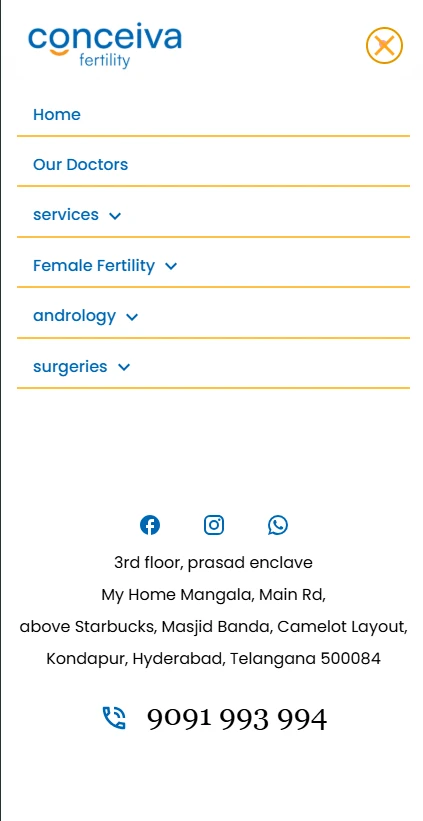 conceiva
fertility
Home
Our Doctors
services
Female Fertility
andrology
surgeries
3rd floor, prasad enclave
My Home Mangala, Main Rd,
above Starbucks, Masjid Banda, Camelot Layout,
Kondapur, Hyderabad, Telangana 500084
9091 993 994